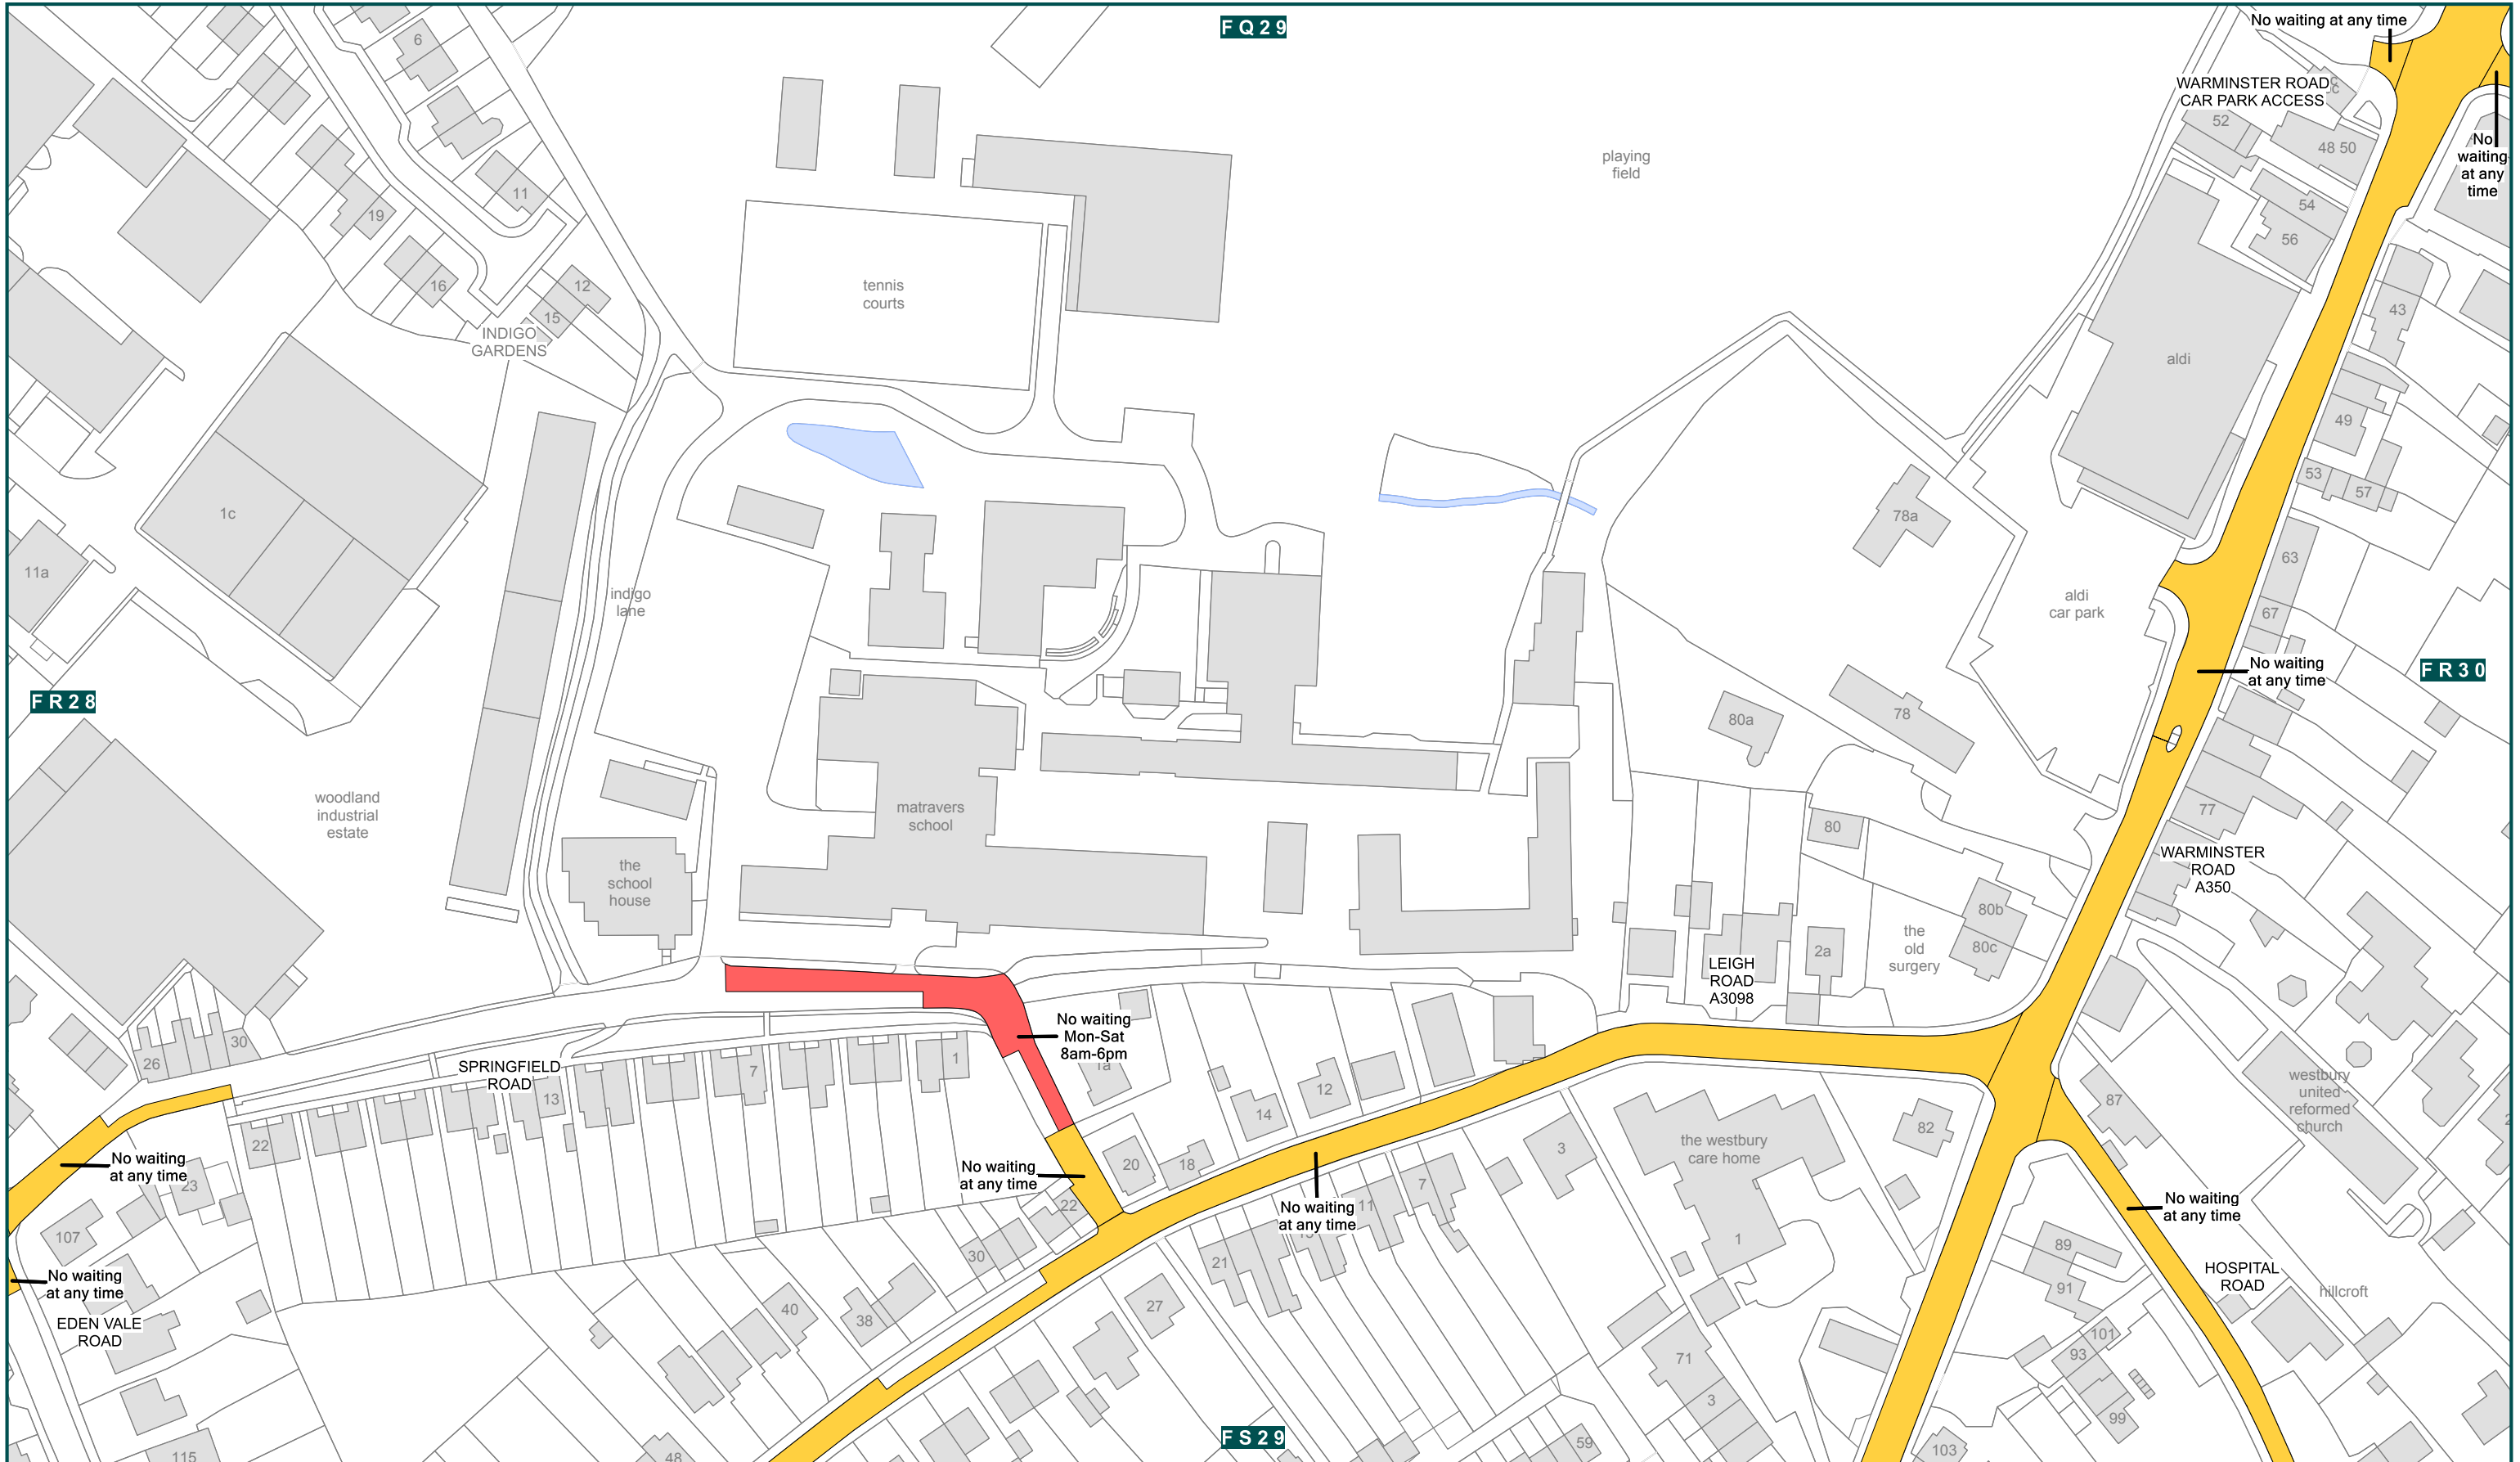 FQ29
No waiting at any time
6
WARMINSTER ROAD
CAR PARK ACCESS
52
48 50
No
waiting
at any
time
playing
field
11
19
54
56
16
12
15
INDIGO
GARDENS
tennis
courts
43
aldi
49
53
57
1c
78a
11a
63
indigo
lane
aldi
car park
67
No waiting
at any time
FR30
FR28
80a
78
woodland
industrial
estate
matravers
school
77
80
WARMINSTER
ROAD
A350
the
school
house
80b
80c
the
old
surgery
2a
LEIGH
ROAD
A3098
No waiting
Mon-Sat
8am-6pm
1a
30
26
1
7
SPRINGFIELD
ROAD
13
12
14
westbury
united
reformed
church
87
82
22
3
the westbury
care home
20
18
No waiting
at any time
No waiting
at any time
23
7
11
22
No waiting
at any time
No waiting
at any time
107
1
30
21
89
91
HOSPITAL
ROAD
hillcroft
No waiting
at any time
EDEN VALE
ROAD
40
38
27
101
93
71
3
99
FS29
59
103
115
48